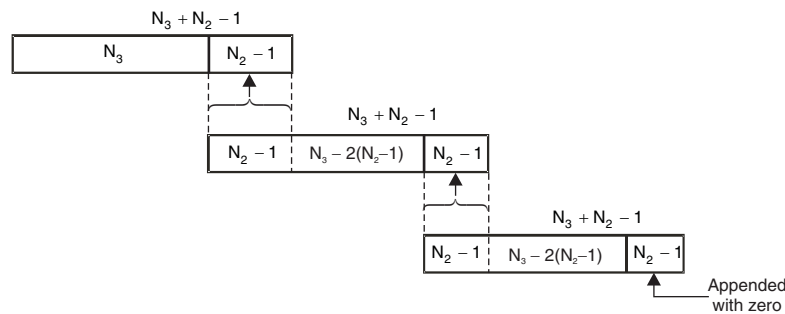 N₃ + N₂ − 1
N₃ N₂ − 1
N₃ + N₂ − 1
N₂ − 1 N₃ − 2(N₂−1) N₂ − 1
N₃ + N₂ − 1
N₂ − 1 N₃ − 2(N₂−1) N₂ − 1
Appended
with zero